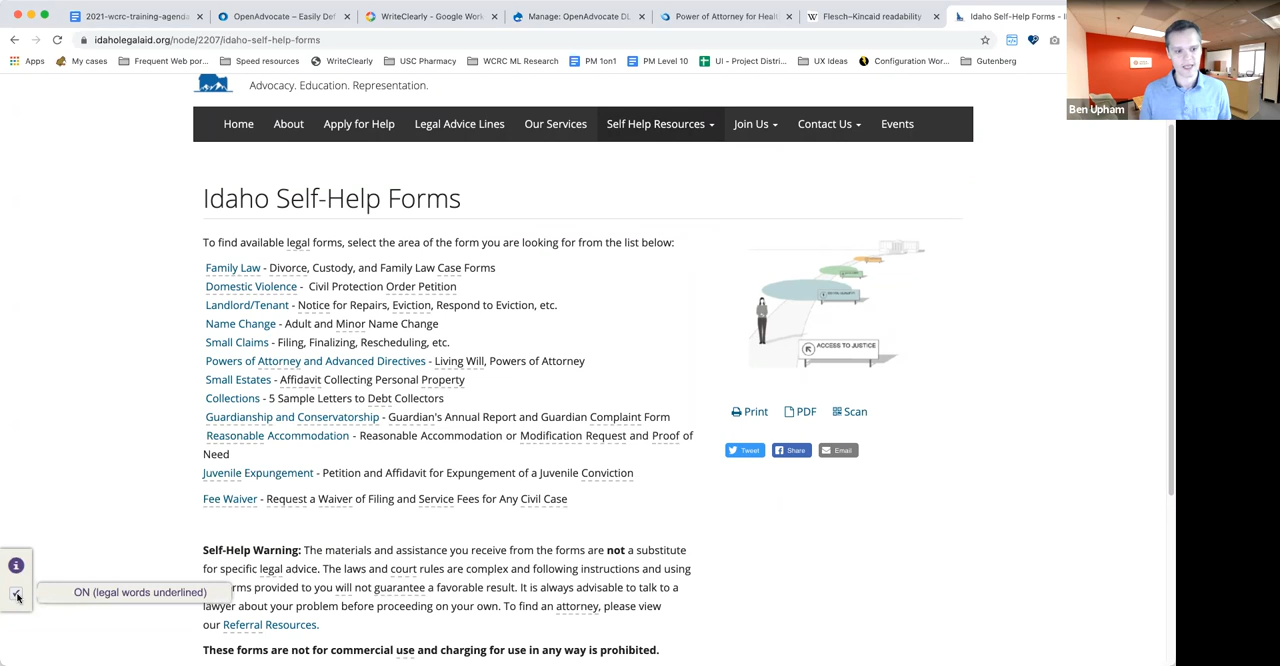 2021-wcrc-training-agenda
OpenAdvocate – Easily Def
WriteClearly - Google Work
Manage: OpenAdvocate DL
Power of Attorney for Healt
Flesch–Kincaid readability
Idaho Self-Help Forms - I
idaholegalaid.org/node/2207/idaho-self-help-forms
Apps
My cases
Frequent Web por...
Speed resources
WriteClearly
USC Pharmacy
WCRC ML Research
PM 1on1
PM Level 10
UI - Project Distri...
UX Ideas
Configuration Wor...
Gutenberg
Ben Upham
Advocacy. Education. Representation.
Home
About
Apply for Help
Legal Advice Lines
Our Services
Self Help Resources
Join Us
Contact Us
Events
Idaho Self-Help Forms
To find available legal forms, select the area of the form you are looking for from the list below:
Family Law - Divorce, Custody, and Family Law Case Forms
Domestic Violence - Civil Protection Order Petition
Landlord/Tenant - Notice for Repairs, Eviction, Respond to Eviction, etc.
Name Change - Adult and Minor Name Change
Small Claims - Filing, Finalizing, Rescheduling, etc.
Powers of Attorney and Advanced Directives - Living Will, Powers of Attorney
Small Estates - Affidavit Collecting Personal Property
Collections - 5 Sample Letters to Debt Collectors
Guardianship and Conservatorship - Guardian's Annual Report and Guardian Complaint Form
Reasonable Accommodation - Reasonable Accommodation or Modification Request and Proof of
Need
Juvenile Expungement - Petition and Affidavit for Expungement of a Juvenile Conviction
Fee Waiver - Request a Waiver of Filing and Service Fees for Any Civil Case
ACCESS TO JUSTICE
Print
PDF
Scan
Tweet
Share
Email
Self-Help Warning: The materials and assistance you receive from the forms are not a substitute
for specific legal advice. The laws and court rules are complex and following instructions and using
rms provided to you will not guarantee a favorable result. It is always advisable to talk to a
lawyer about your problem before proceeding on your own. To find an attorney, please view
our Referral Resources.
These forms are not for commercial use and charging for use in any way is prohibited.
ON (legal words underlined)